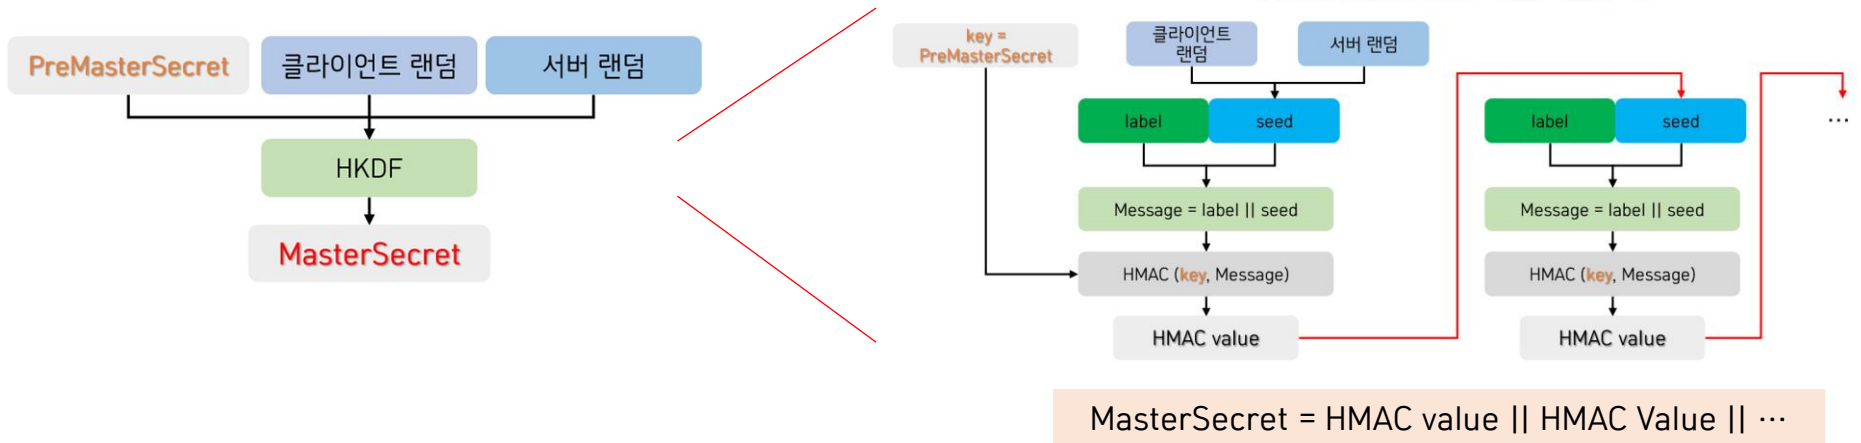 PreMasterSecret
클라이언트 랜덤
서버 랜덤
HKDF
MasterSecret
key =
PreMasterSecret
클라이언트
랜덤
서버 랜덤
label
seed
Message = label || seed
HMAC (key, Message)
HMAC value
label
seed
Message = label || seed
HMAC (key, Message)
HMAC value
...
MasterSecret = HMAC value || HMAC Value || ...